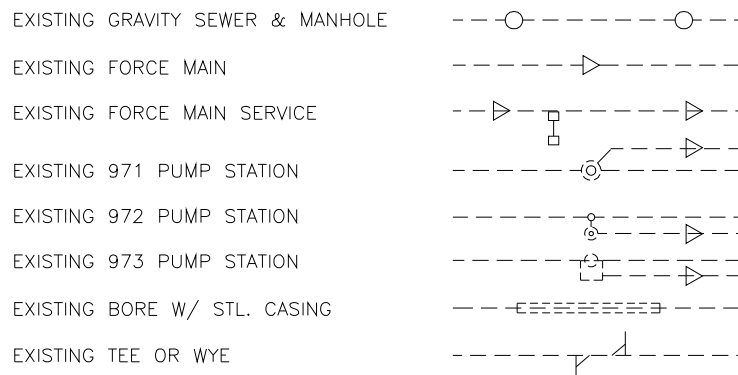 EXISTING GRAVITY SEWER & MANHOLE
EXISTING FORCE MAIN
EXISTING FORCE MAIN SERVICE
EXISTING 971 PUMP STATION
EXISTING 972 PUMP STATION
EXISTING 973 PUMP STATION
EXISTING BORE W/ STL. CASING
EXISTING TEE OR WYE